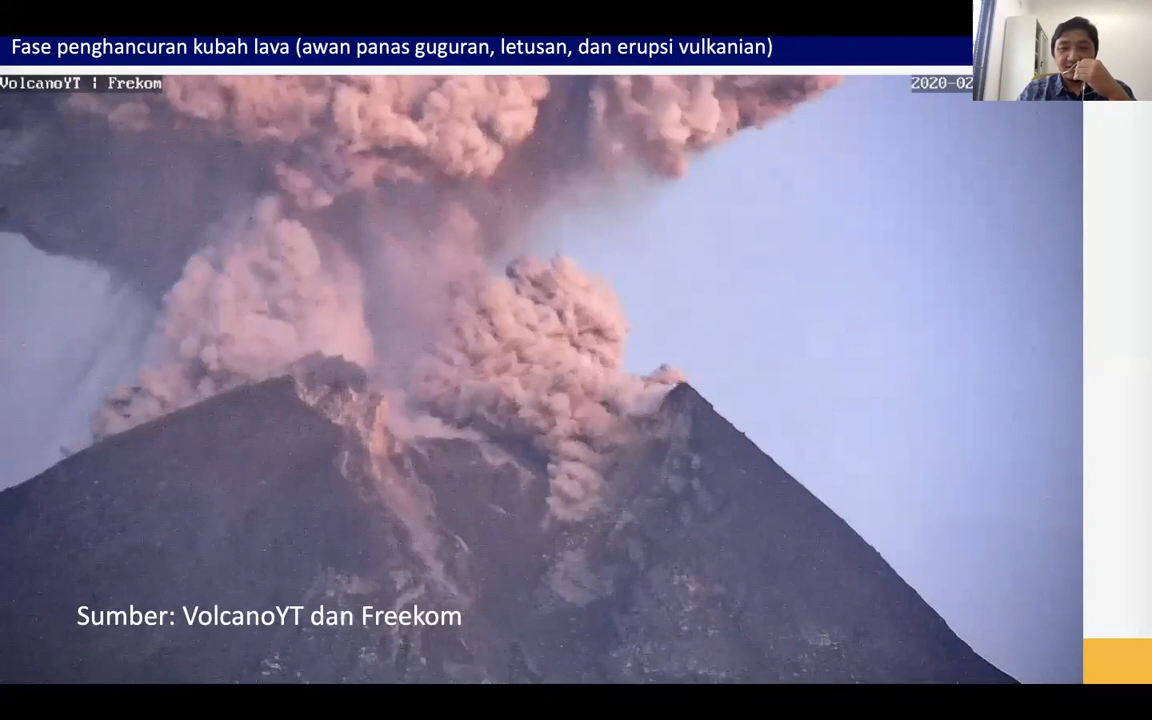 Fase penghancuran kubah lava (awan panas guguran, letusan, dan erupsi vulkanian)
VolcanoYT ¦ Frekom
2020-02
Sumber: VolcanoYT dan Freekom